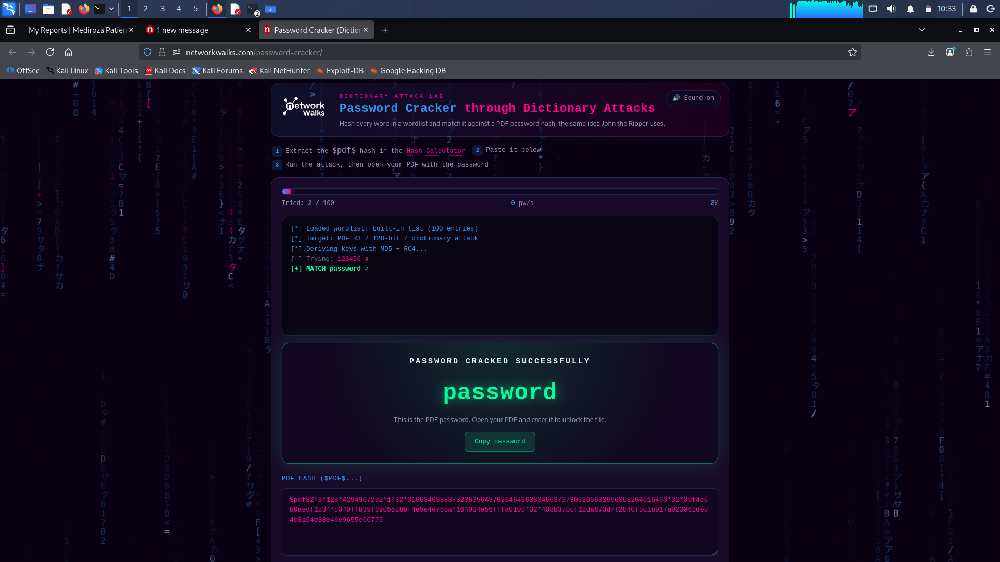 1 2 3 4 5 2 10:33
My Reports | Mediroza Patien 1 new message Password Cracker (Diction
networkwalks.com/password-cracker/
OffSec Kali Linux Kali Tools Kali Docs Kali Forums Kali NetHunter Exploit-DB Google Hacking DB
network
walks
DICTIONARY ATTACK LAB
Password Cracker through Dictionary Attacks
Hash every word in a wordlist and match it against a PDF password hash, the same idea John the Ripper uses.
Sound on
1 Extract the $pdf$ hash in the Hash Calculator 2 Paste it below
3 Run the attack, then open your PDF with the password
Tried: 2 / 100 0 pw/s 2%
[*] Loaded wordlist: built-in list (100 entries)
[*] Target: PDF R3 / 128-bit / dictionary attack
[*] Deriving keys with MD5 + RC4...
[-] Trying: 123456 ✗
[+] MATCH password ✓
PASSWORD CRACKED SUCCESSFULLY
password
This is the PDF password. Open your PDF and enter it to unlock the file.
Copy password
PDF HASH ($PDF$...)
$pdf$2*3*128*4294967292*1*32*31663463383732363564376264643638346637373032656336663632646164​63*32*39f4e6
b0aedf12344c340ffb39f8905528bf4e5e4e758a4164004e56fffa0108*32*408b37bcf12da873d7f2840f3c1b917a023961ded
4c8164d38e46e9655e66775